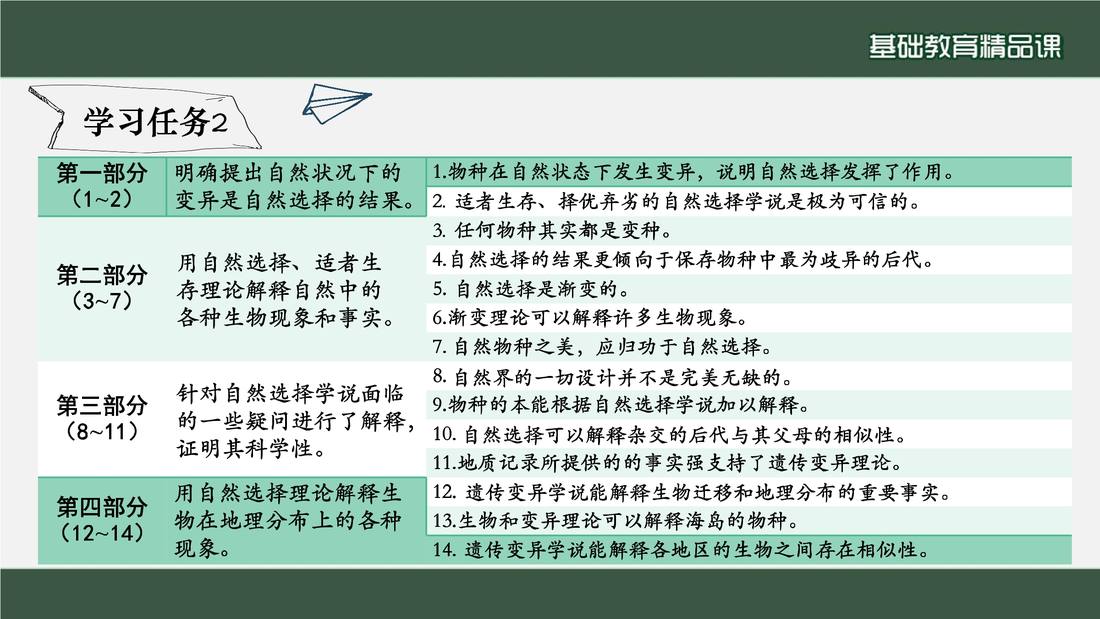 基础教育精品课
学习任务2
第一部分
（1~2）
明确提出自然状况下的
变异是自然选择的结果。
1.物种在自然状态下发生变异，说明自然选择发挥了作用。
2. 适者生存、择优弃劣的自然选择学说是极为可信的。
第二部分
（3~7）
用自然选择、适者生
存理论解释自然中的
各种生物现象和事实。
3. 任何物种其实都是变种。
4.自然选择的结果更倾向于保存物种中最为歧异的后代。
5. 自然选择是渐变的。
6.渐变理论可以解释许多生物现象。
7. 自然物种之美，应归功于自然选择。
第三部分
（8~11）
针对自然选择学说面临
的一些疑问进行了解释，
证明其科学性。
8. 自然界的一切设计并不是完美无缺的。
9.物种的本能根据自然选择学说加以解释。
10. 自然选择可以解释杂交的后代与其父母的相似性。
11.地质记录所提供的的事实强支持了遗传变异理论。
第四部分
（12~14）
用自然选择理论解释生
物在地理分布上的各种
现象。
12. 遗传变异学说能解释生物迁移和地理分布的重要事实。
13.生物和变异理论可以解释海岛的物种。
14. 遗传变异学说能解释各地区的生物之间存在相似性。